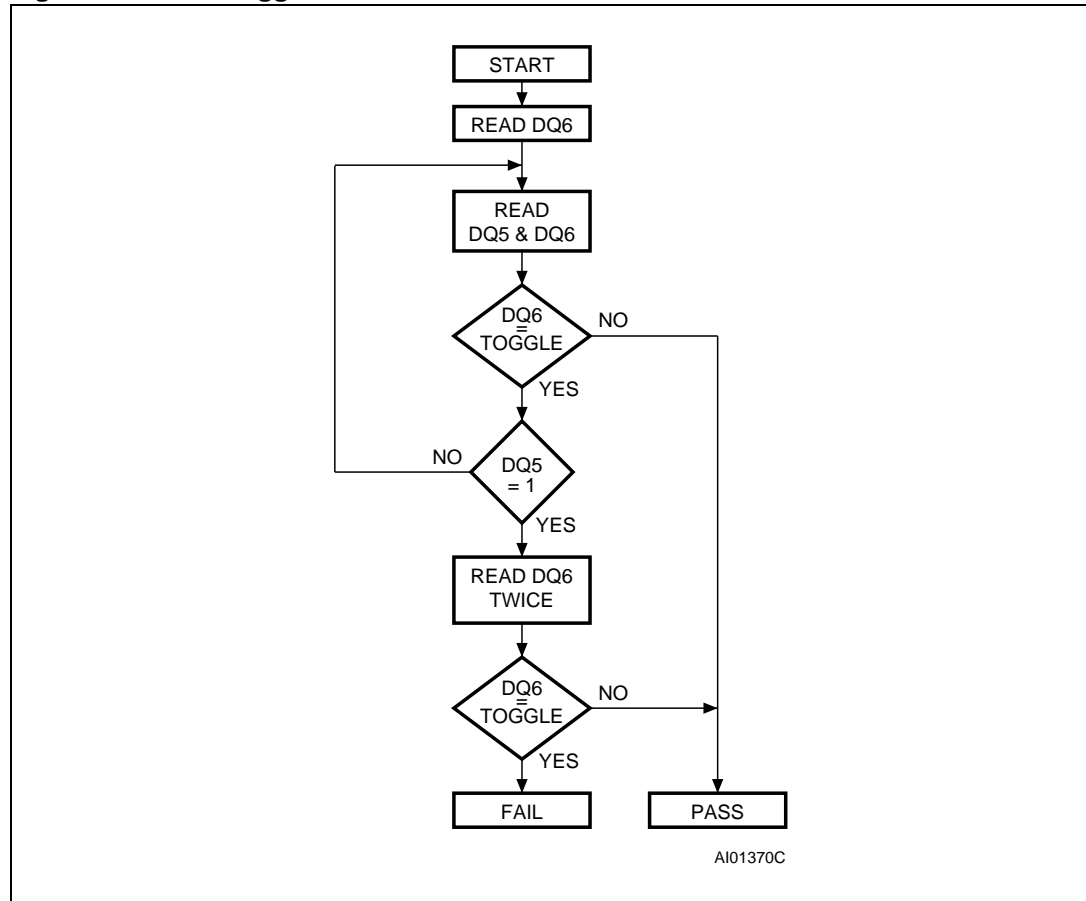 START
READ DQ6
READ
DQ5 & DQ6
DQ6
=
TOGGLE
NO
YES
NO
DQ5
= 1
YES
READ DQ6
TWICE
DQ6
=
TOGGLE
NO
YES
FAIL
PASS
AI01370C